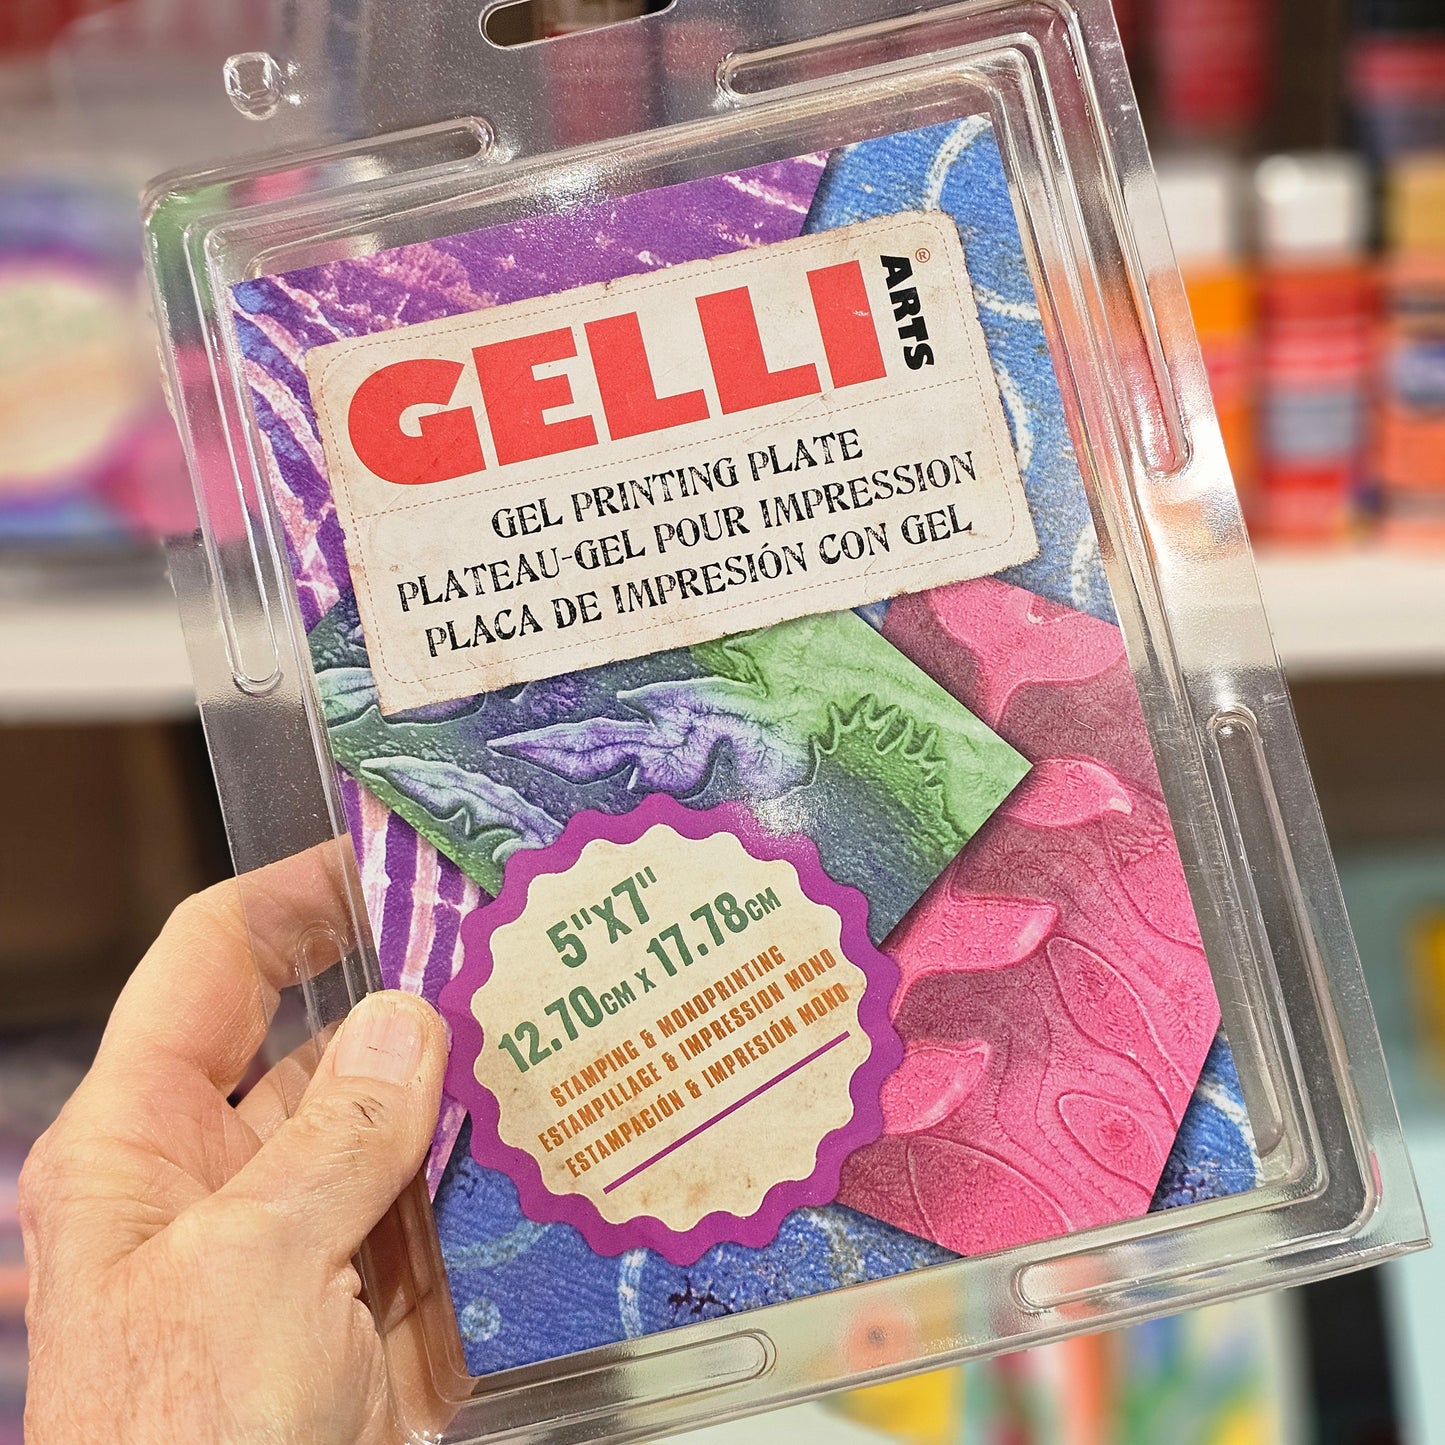 GELLI ARTS®
GEL PRINTING PLATE
PLATEAU-GEL POUR IMPRESSION
PLACA DE IMPRESIÓN CON GEL
5"X7"
12.70CM X 17.78CM
STAMPING & MONOPRINTING
ESTAMPILLAGE & IMPRESSION MONO
ESTAMPACIÓN & IMPRESIÓN MONO